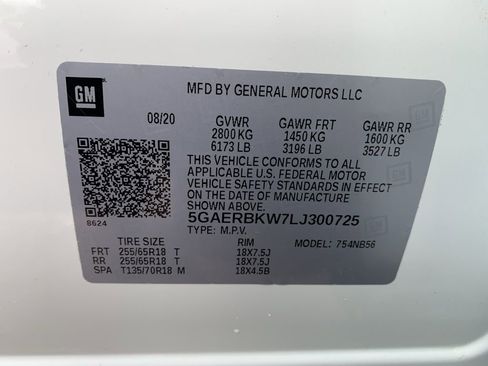 GM
MFD BY GENERAL MOTORS LLC
08/20 GVWR GAWR FRT GAWR RR
2800 KG 1450 KG 1600 KG
6173 LB 3196 LB 3527 LB
THIS VEHICLE CONFORMS TO ALL
APPLICABLE U.S. FEDERAL MOTOR
VEHICLE SAFETY STANDARDS IN EFFECT
ON THE DATE OF MANUFACTURE
SHOWN ABOVE.
8624 5GAERBKW7LJ300725
TYPE: M.P.V. MODEL: 754NB56
TIRE SIZE RIM
FRT 255/65R18 T 18X7.5J
RR 255/65R18 T 18X7.5J
SPA T135/70R18 M 18X4.5B